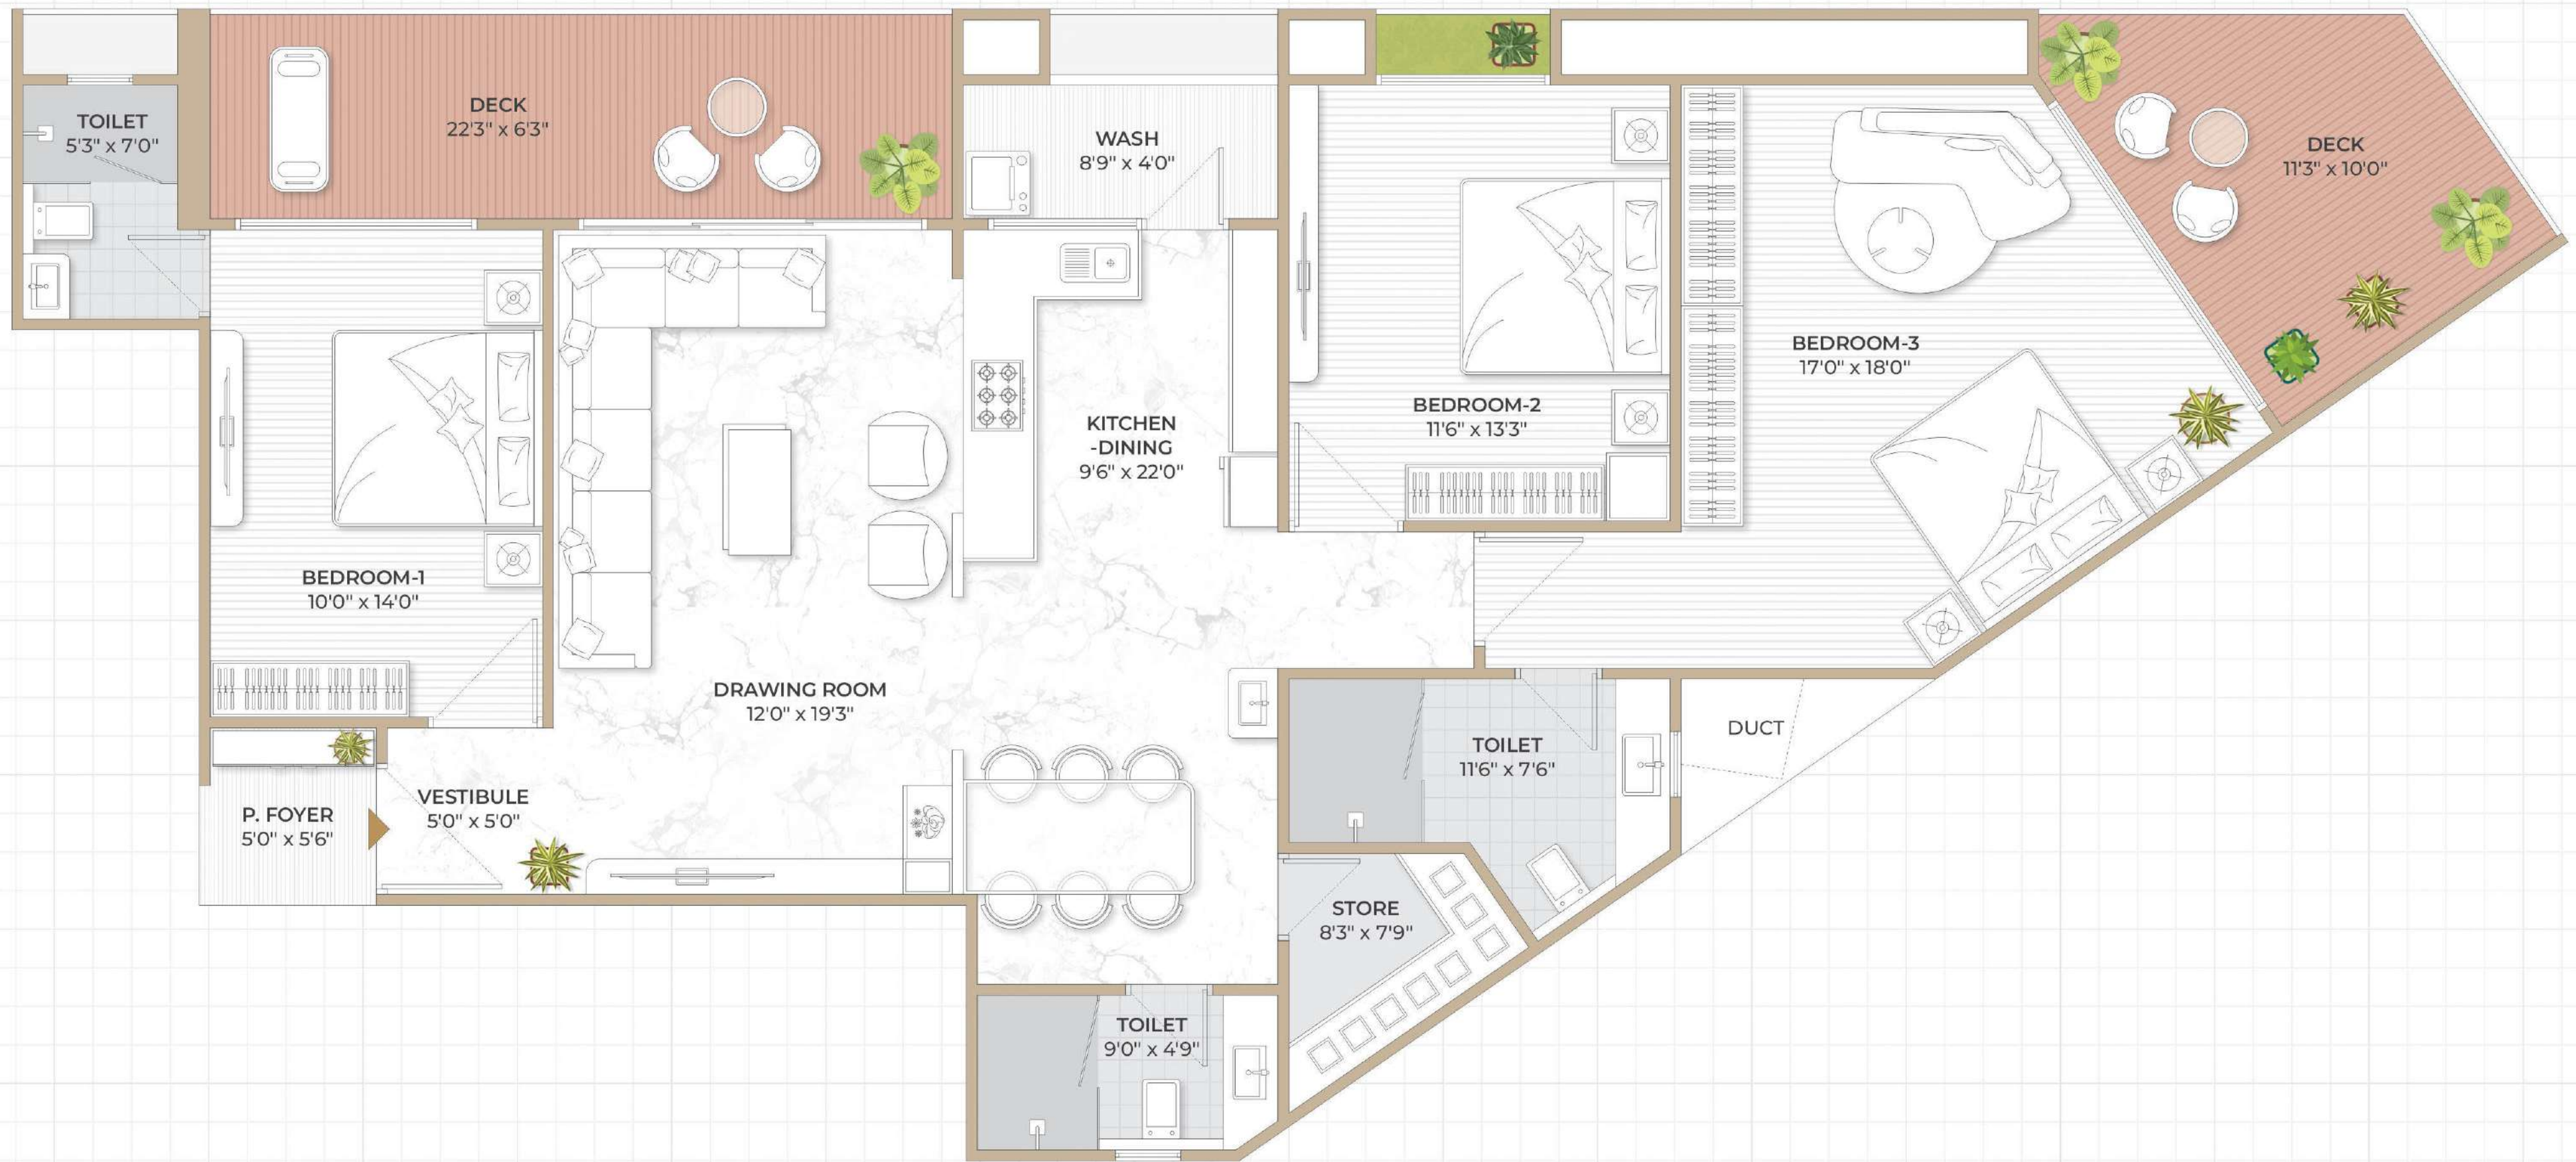 TOILET
5'3" x 7'0"
DECK
22'3" x 6'3"
WASH
8'9" x 4'0"
DECK
11'3" x 10'0"
BEDROOM-3
17'0" x 18'0"
BEDROOM-2
11'6" x 13'3"
KITCHEN
-DINING
9'6" x 22'0"
BEDROOM-1
10'0" x 14'0"
DRAWING ROOM
12'0" x 19'3"
DUCT
TOILET
11'6" x 7'6"
VESTIBULE
5'0" x 5'0"
P. FOYER
5'0" x 5'6"
STORE
8'3" x 7'9"
TOILET
9'0" x 4'9"